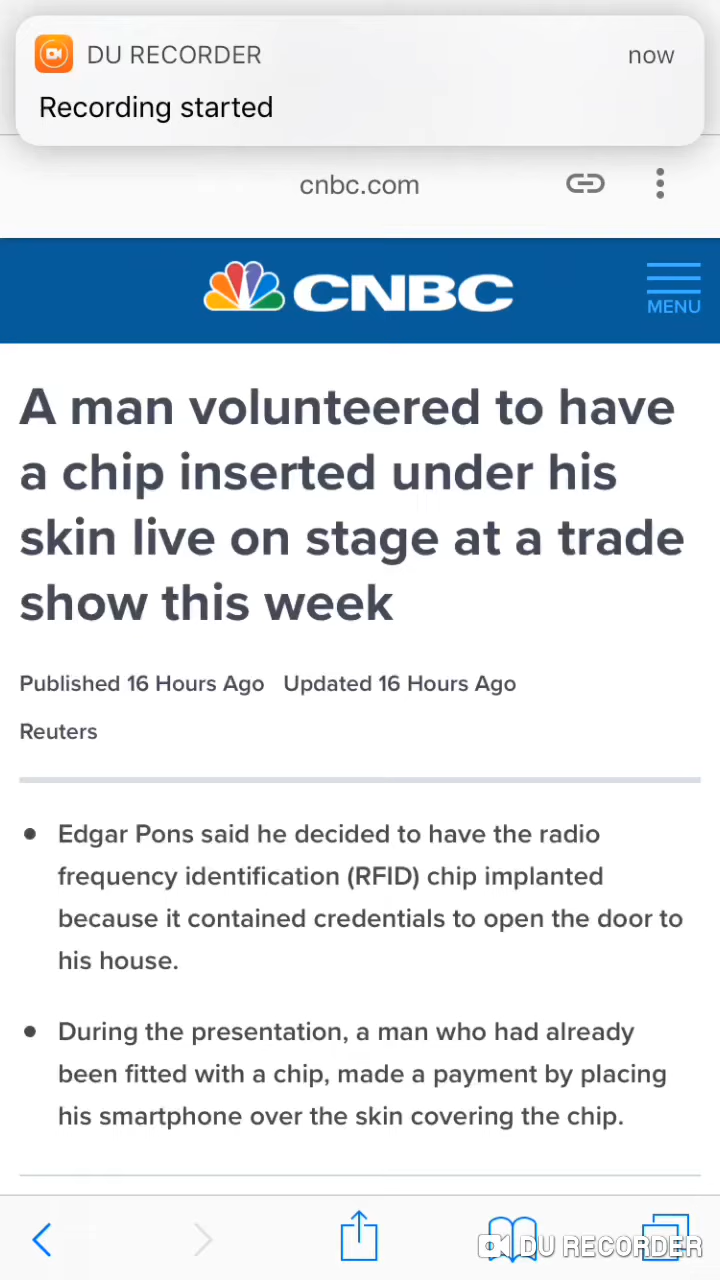 DU RECORDER now
Recording started
cnbc.com
CNBC
MENU
A man volunteered to have
a chip inserted under his
skin live on stage at a trade
show this week
Published 16 Hours Ago Updated 16 Hours Ago
Reuters
• Edgar Pons said he decided to have the radio
frequency identification (RFID) chip implanted
because it contained credentials to open the door to
his house.
• During the presentation, a man who had already
been fitted with a chip, made a payment by placing
his smartphone over the skin covering the chip.
DU RECORDER